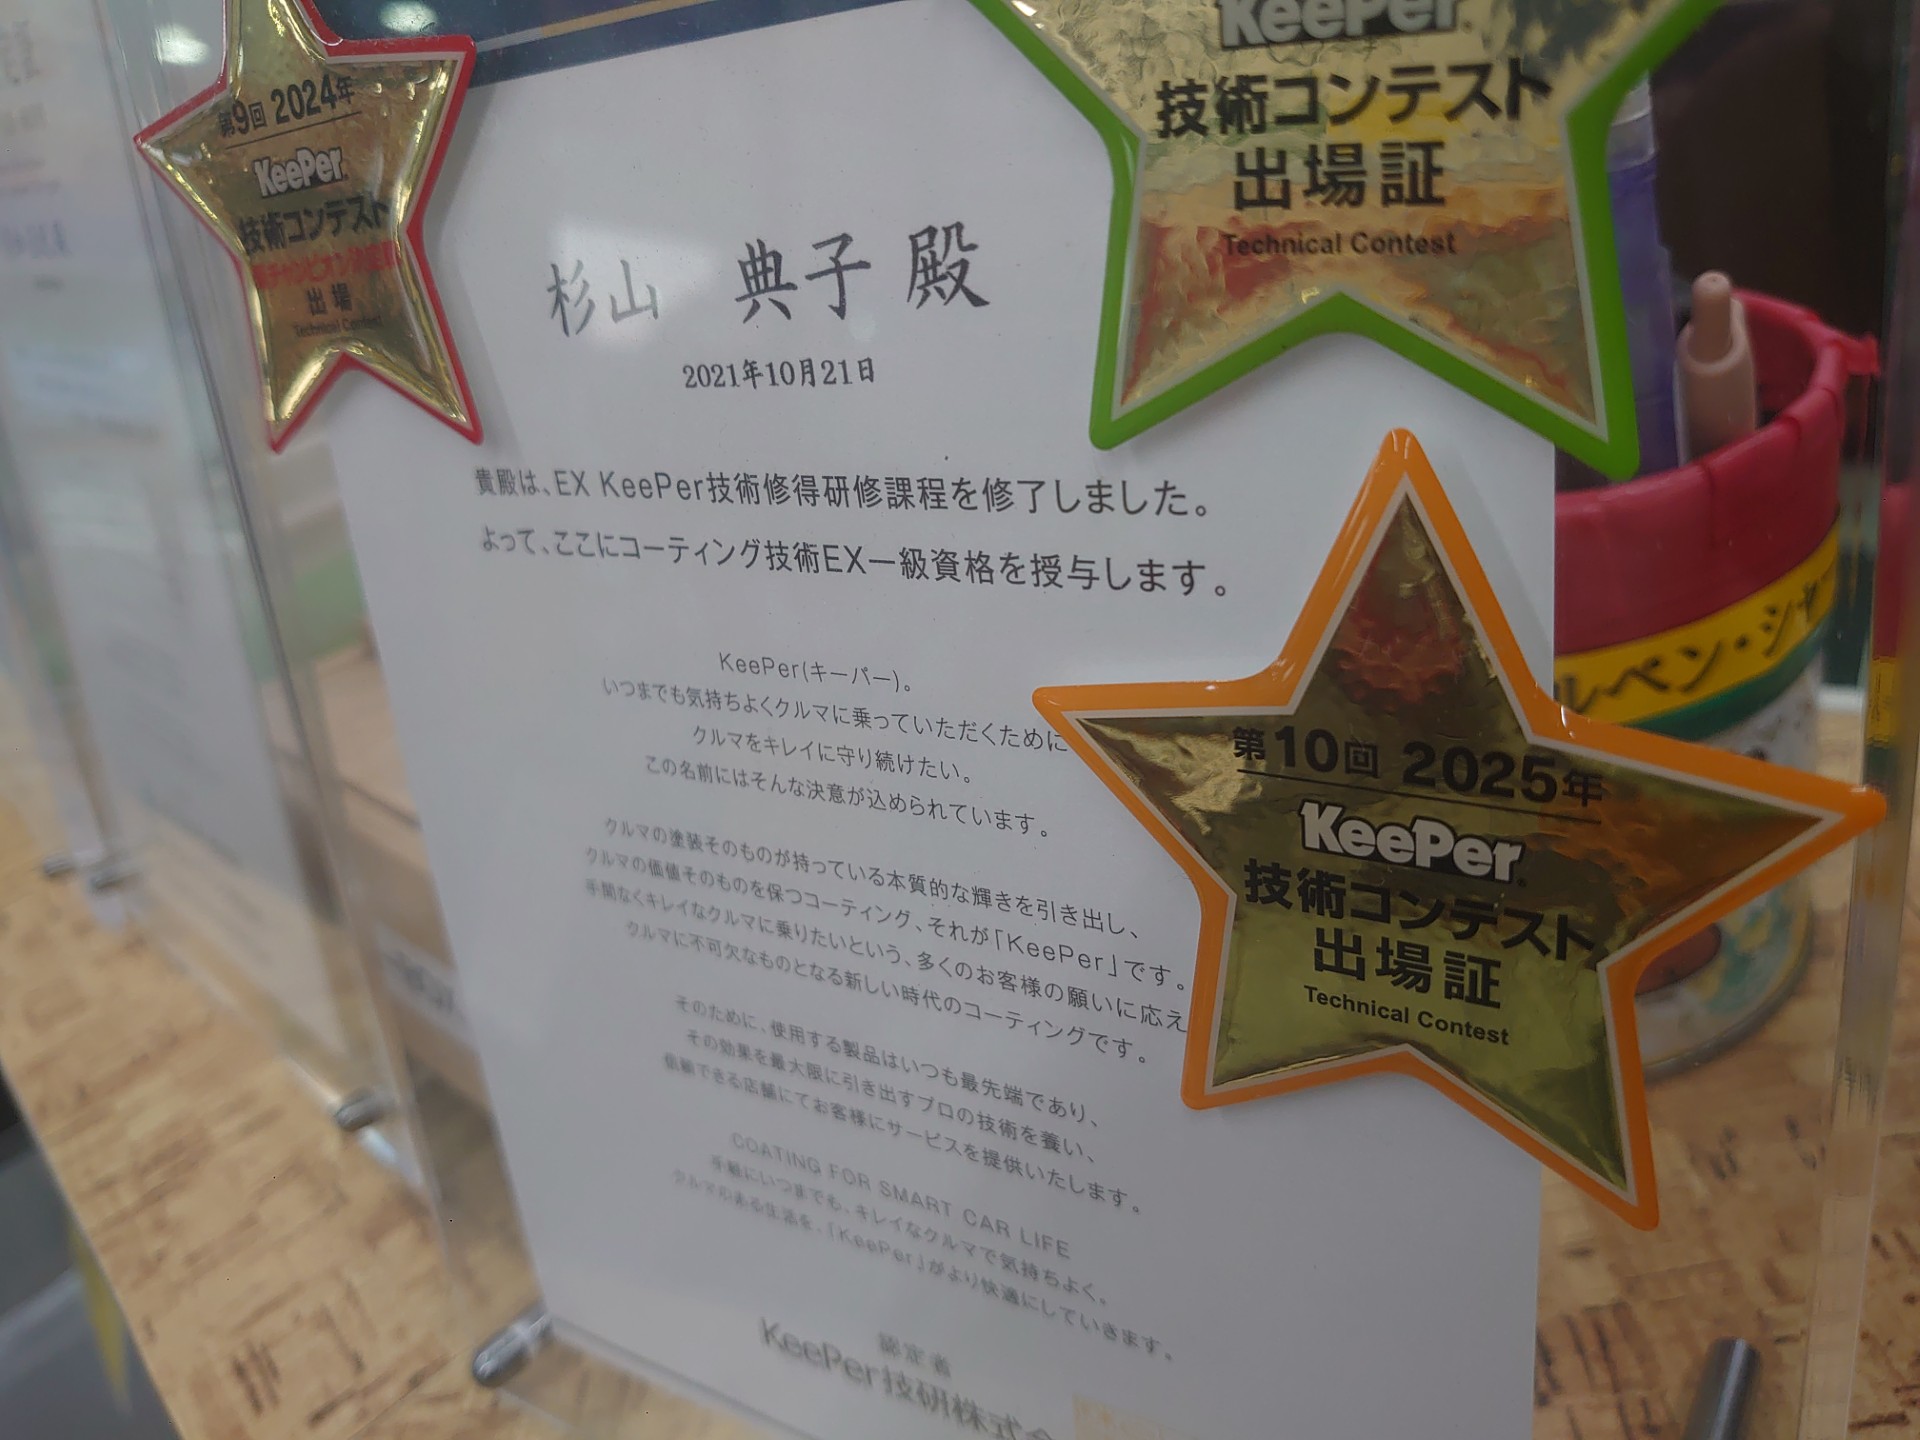 第9回 2024年
KeePer
技術コンテスト
出場
Technical Contest
KeePer
技術コンテスト
出場証
Technical Contest
杉山 典子 殿
2021年10月21日
貴殿は、EX KeePer技術修得研修課程を修了しました。
よって、ここにコーティング技術EX一級資格を授与します。
KeePer(キーパー)。
いつまでも気持ちよくクルマに乗っていただくために
クルマをキレイに守り続けたい。
この名前にはそんな決意が込められています。
クルマの塗装そのものが持っている本質的な輝きを引き出し、
クルマの価値そのものを保つコーティング、それが「KeePer」です。
手間なくキレイなクルマに乗りたいという、多くのお客様の願いに応え
クルマに不可欠なものとなる新しい時代のコーティングです。
そのために、使用する製品はいつも最先端であり、
その効果を最大限に引き出すプロの技術を養い、
信頼できる店舗にてお客様にサービスを提供いたします。
COATING FOR SMART CAR LIFE
手軽にいつまでも、キレイなクルマで気持ちよく。
クルマのある生活を、「KeePer」がより快適にしていきます。
認定者
KeePer技研株式会
第10回 2025年
KeePer
技術コンテスト
出場証
Technical Contest
ルペン・シャ